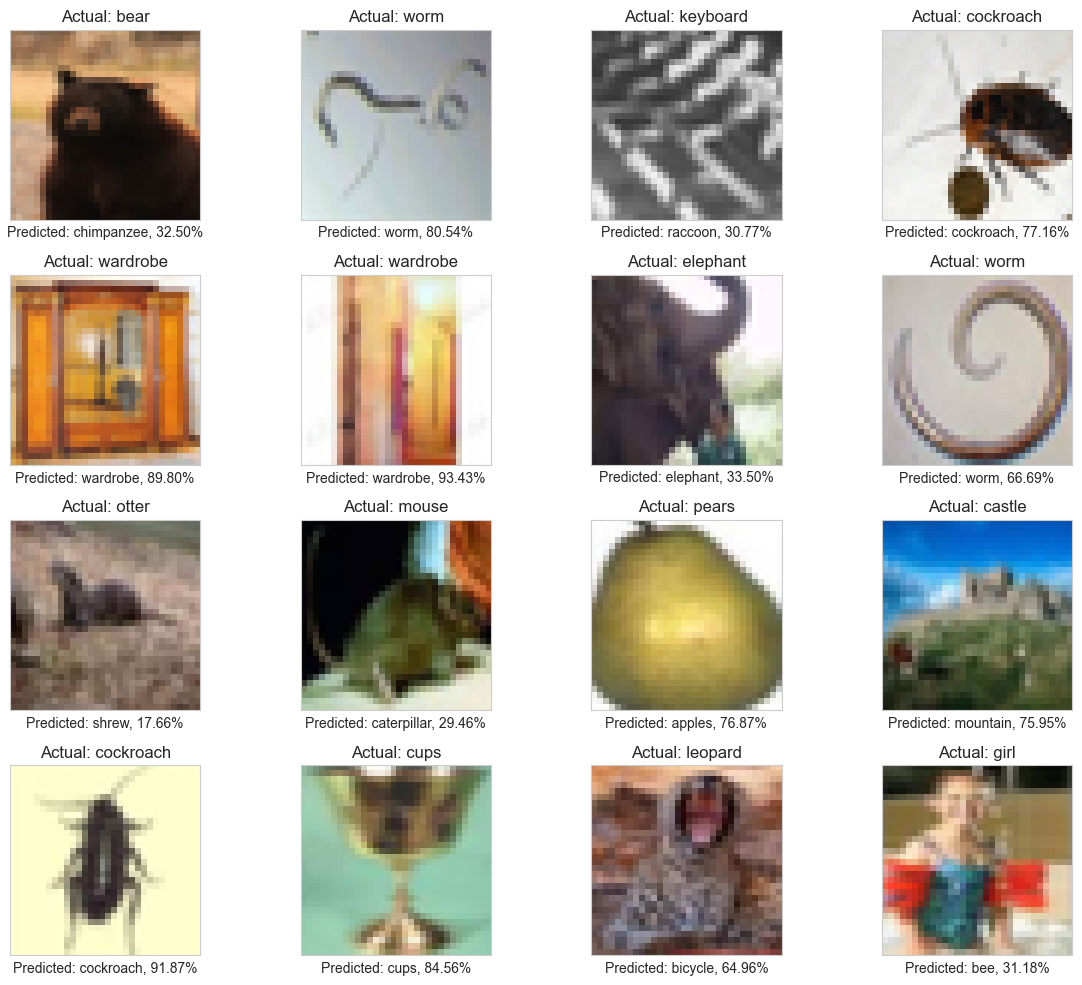 Actual: bear
Actual: worm
Actual: keyboard
Actual: cockroach
Predicted: chimpanzee, 32.50%
Predicted: worm, 80.54%
Predicted: raccoon, 30.77%
Predicted: cockroach, 77.16%
Actual: wardrobe
Actual: wardrobe
Actual: elephant
Actual: worm
Predicted: wardrobe, 89.80%
Predicted: wardrobe, 93.43%
Predicted: elephant, 33.50%
Predicted: worm, 66.69%
Actual: otter
Actual: mouse
Actual: pears
Actual: castle
Predicted: shrew, 17.66%
Predicted: caterpillar, 29.46%
Predicted: apples, 76.87%
Predicted: mountain, 75.95%
Actual: cockroach
Actual: cups
Actual: leopard
Actual: girl
Predicted: cockroach, 91.87%
Predicted: cups, 84.56%
Predicted: bicycle, 64.96%
Predicted: bee, 31.18%